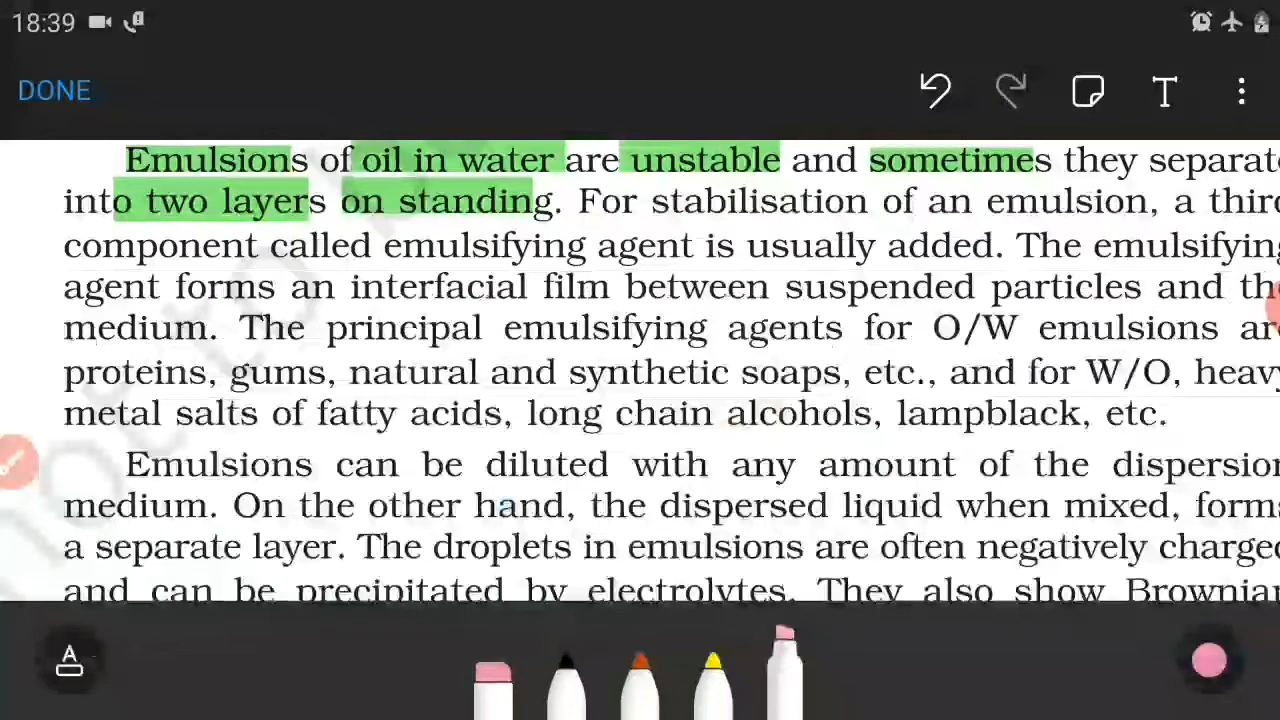 18:39
DONE
T
Emulsions of oil in water are unstable and sometimes they separat
into two layers on standing. For stabilisation of an emulsion, a thir
component called emulsifying agent is usually added. The emulsifying
agent forms an interfacial film between suspended particles and th
medium. The principal emulsifying agents for O/W emulsions ar
proteins, gums, natural and synthetic soaps, etc., and for W/O, heavy
metal salts of fatty acids, long chain alcohols, lampblack, etc.
Emulsions can be diluted with any amount of the dispersion
medium. On the other hand, the dispersed liquid when mixed, forms
a separate layer. The droplets in emulsions are often negatively charge
and can be precipitated by electrolytes. They also show Brownian
A